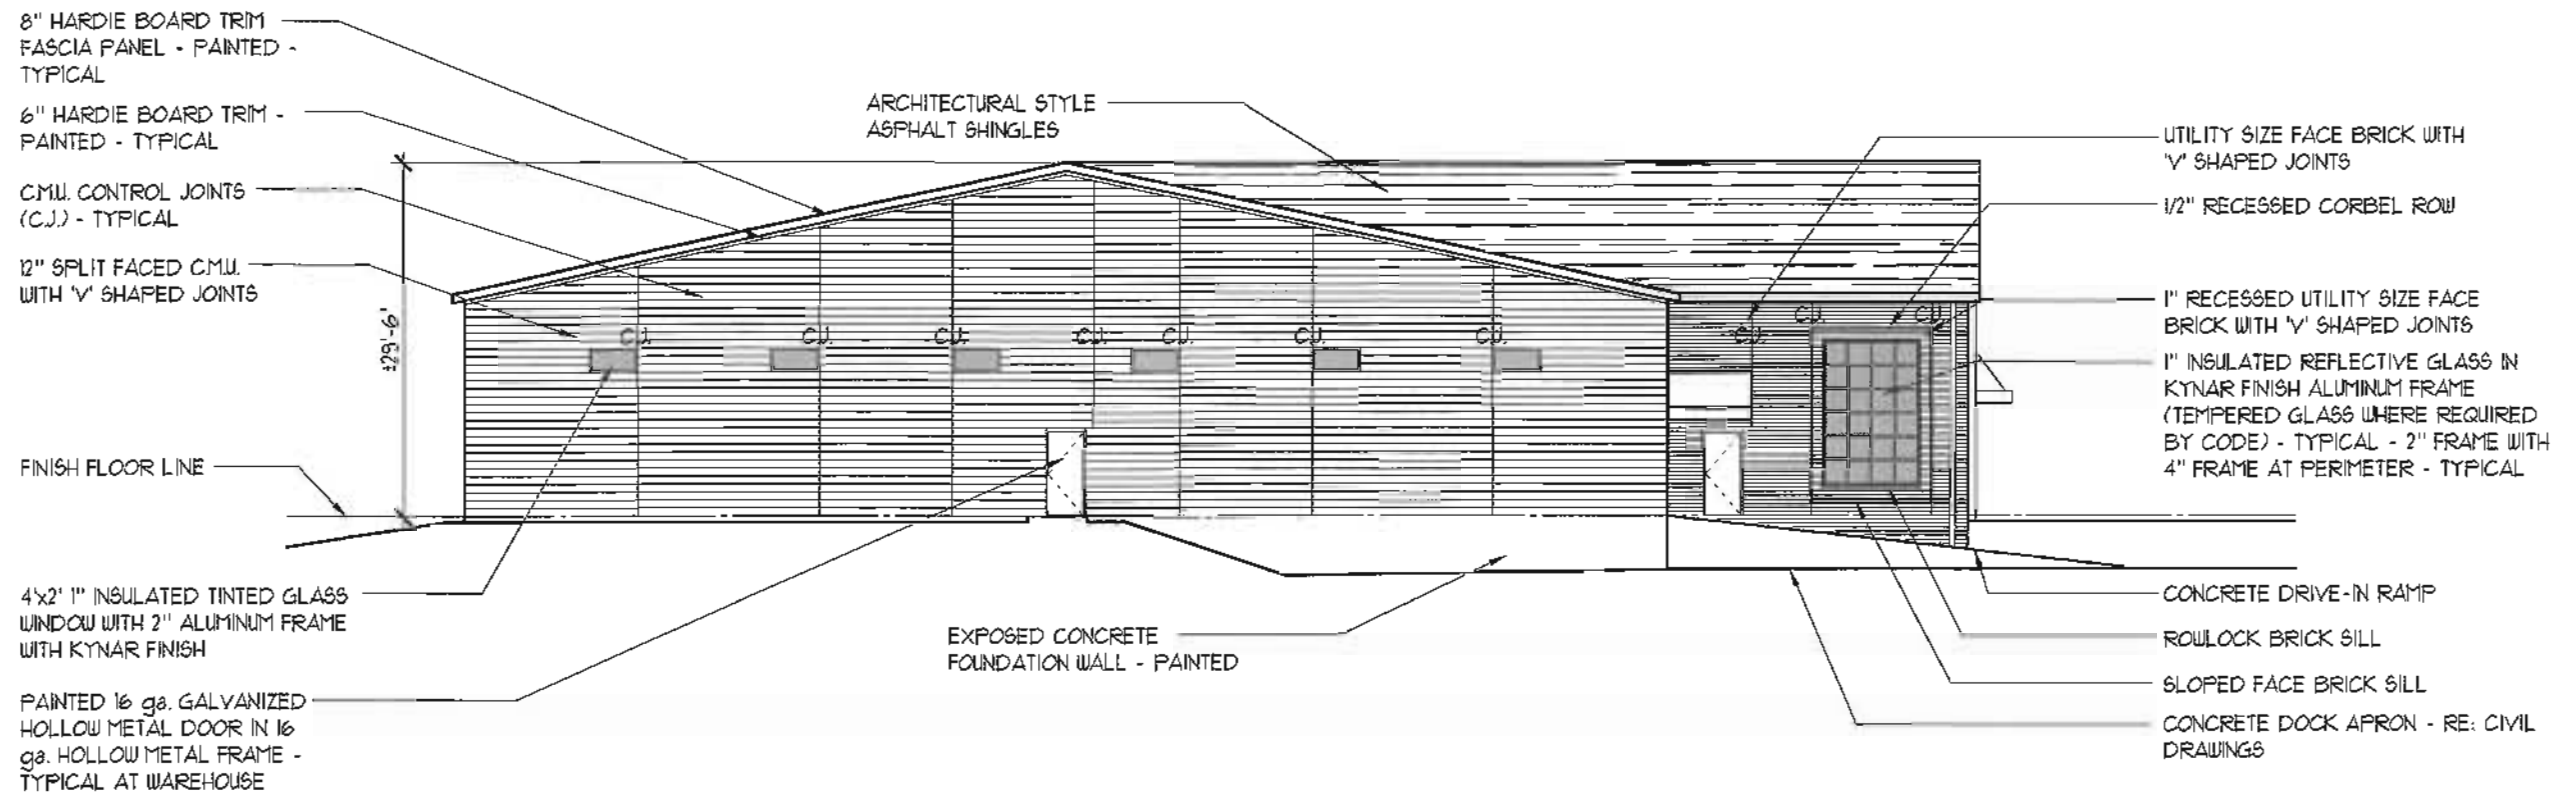 8" HARDIE BOARD TRIM
FASCIA PANEL - PAINTED -
TYPICAL
6" HARDIE BOARD TRIM -
PAINTED - TYPICAL
C.M.U. CONTROL JOINTS
(C.J.) - TYPICAL
12" SPLIT FACED C.M.U.
WITH 'V' SHAPED JOINTS
FINISH FLOOR LINE
4'x2' 1" INSULATED TINTED GLASS
WINDOW WITH 2" ALUMINUM FRAME
WITH KYNAR FINISH
PAINTED 16 ga. GALVANIZED
HOLLOW METAL DOOR IN 16
ga. HOLLOW METAL FRAME -
TYPICAL AT WAREHOUSE
±29'-6"
ARCHITECTURAL STYLE
ASPHALT SHINGLES
C.J.
C.J.
C.J.
C.J.
C.J.
C.J.
C.J.
C.J.
C.J.
C.J.
EXPOSED CONCRETE
FOUNDATION WALL - PAINTED
UTILITY SIZE FACE BRICK WITH
'V' SHAPED JOINTS
1/2" RECESSED CORBEL ROW
1" RECESSED UTILITY SIZE FACE
BRICK WITH 'V' SHAPED JOINTS
1" INSULATED REFLECTIVE GLASS IN
KYNAR FINISH ALUMINUM FRAME
(TEMPERED GLASS WHERE REQUIRED
BY CODE) - TYPICAL - 2" FRAME WITH
4" FRAME AT PERIMETER - TYPICAL
CONCRETE DRIVE-IN RAMP
ROWLOCK BRICK SILL
SLOPED FACE BRICK SILL
CONCRETE DOCK APRON - RE: CIVIL
DRAWINGS